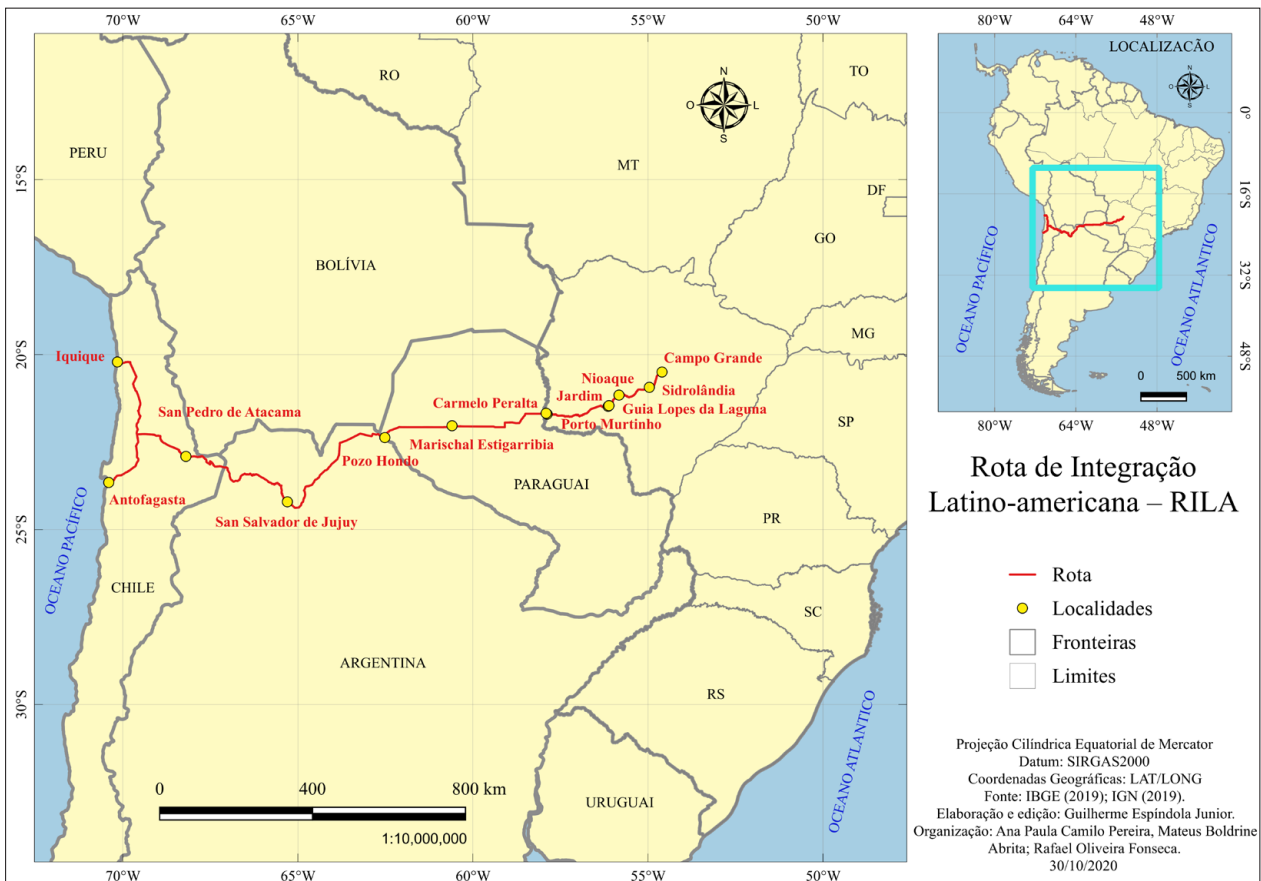 70°W
65°W
60°W
55°W
50°W
80°W
64°W
48°W
LOCALIZACÃO
N
O
L
S
N
O
L
S
RO
TO
PERU
MT
15°S
DF
GO
BOLÍVIA
0°
16°S
32°S
48°S
OCEANO PACÍFICO
OCEANO ATLANTICO
0
500 km
80°W
64°W
48°W
MG
20°S
Iquique
Campo Grande
Nioaque
Sidrolândia
Jardim
Carmelo Peralta
Guia Lopes da Laguna
San Pedro de Atacama
Porto Murtinho
SP
Marischal Estigarribia
Pozo Hondo
PARAGUAI
Antofagasta
San Salvador de Jujuy
PR
25°S
OCEANO PACÍFICO
CHILE
SC
ARGENTINA
RS
30°S
OCEANO ATLANTICO
0
400
800 km
1:10,000,000
URUGUAI
70°W
65°W
60°W
55°W
50°W
Rota de Integração
Latino-americana – RILA
Rota
Localidades
Fronteiras
Limites
Projeção Cilíndrica Equatorial de Mercator
Datum: SIRGAS2000
Coordenadas Geográficas: LAT/LONG
Fonte: IBGE (2019); IGN (2019).
Elaboração e edição: Guilherme Espíndola Junior.
Organização: Ana Paula Camilo Pereira, Mateus Boldrine
Abrita; Rafael Oliveira Fonseca.
30/10/2020